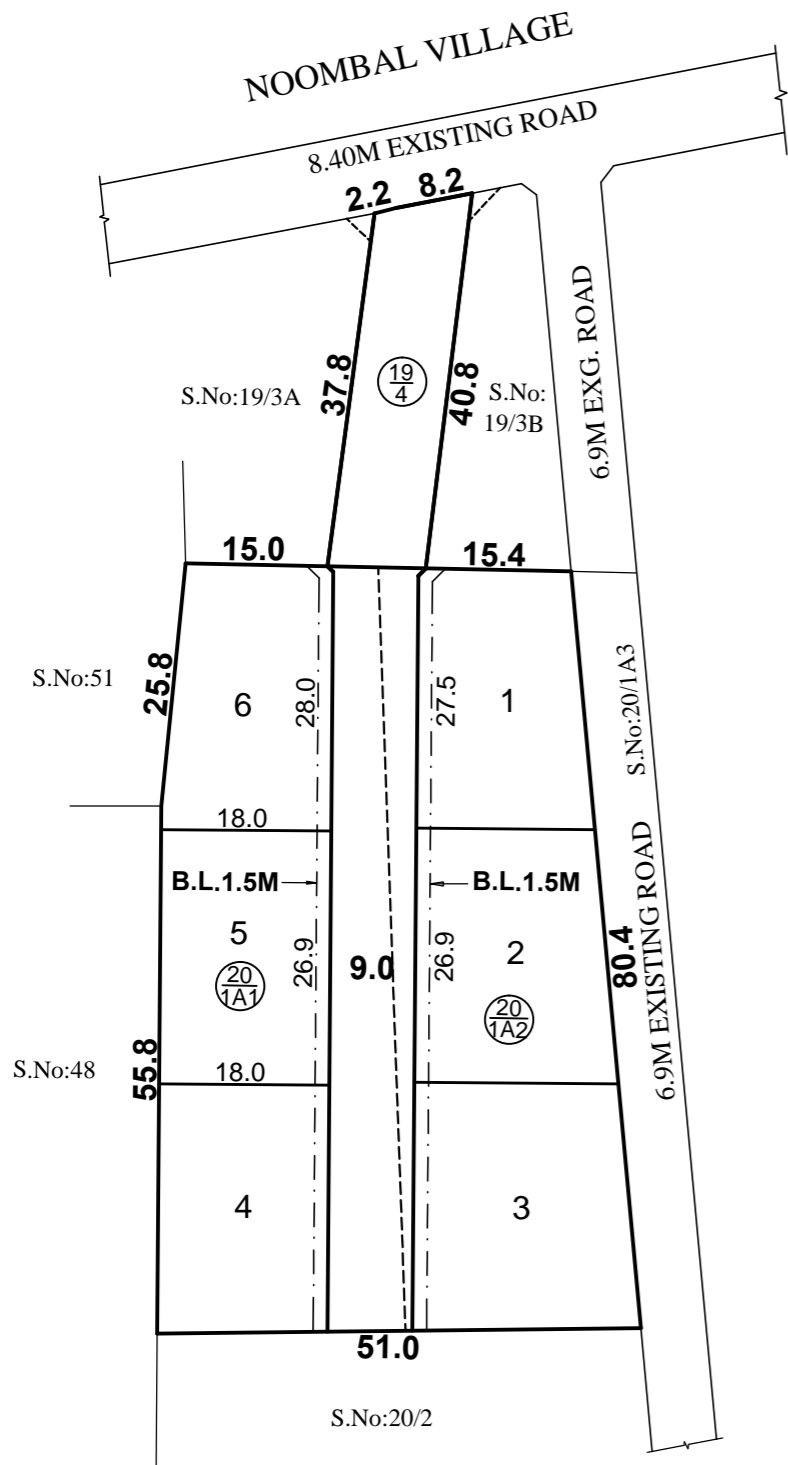 NOOMBAL VILLAGE
8.40M EXISTING ROAD
2.2
8.2
37.8
19
4
40.8
S.No:19/3A
S.No:
19/3B
6.9M EXG. ROAD
15.0
15.4
S.No:51
25.8
6
28.0
27.5
1
S.No:20/1A3
18.0
B.L.1.5M
B.L.1.5M
5
26.9
9.0
26.9
2
20
1A1
20
1A2
80.4
6.9M EXISTING ROAD
S.No:48
55.8
18.0
4
3
51.0
S.No:20/2